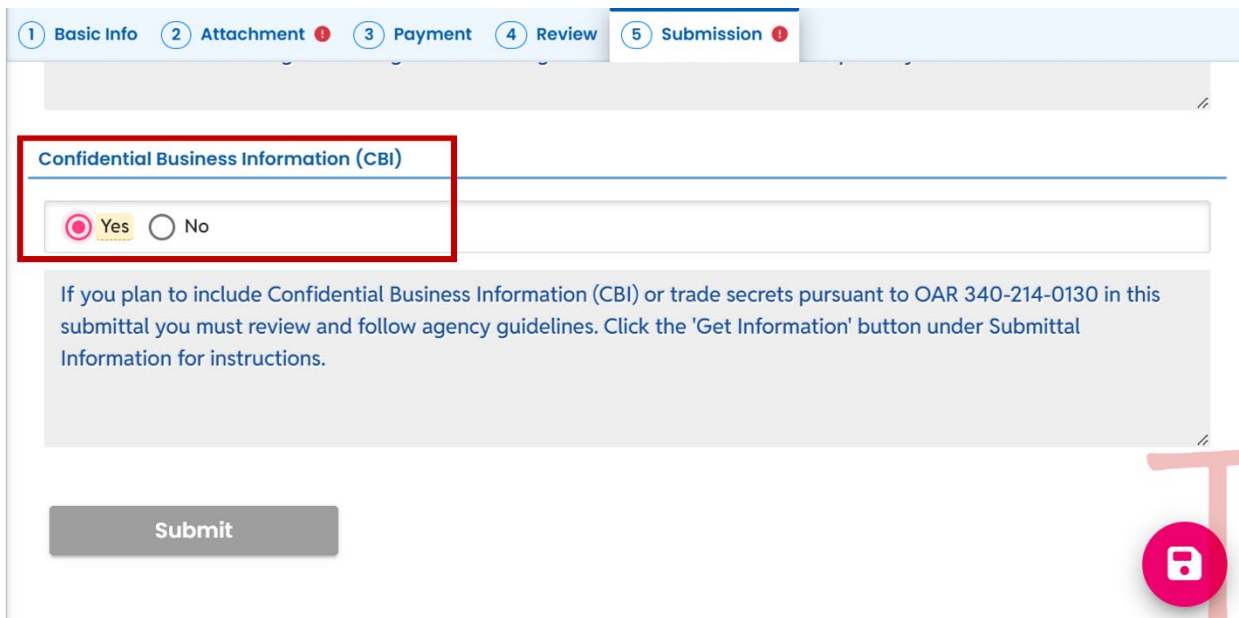 1 Basic Info 2 Attachment ! 3 Payment 4 Review 5 Submission !
Confidential Business Information (CBI)
Yes No
If you plan to include Confidential Business Information (CBI) or trade secrets pursuant to OAR 340-214-0130 in this
submittal you must review and follow agency guidelines. Click the 'Get Information' button under Submittal
Information for instructions.
Submit